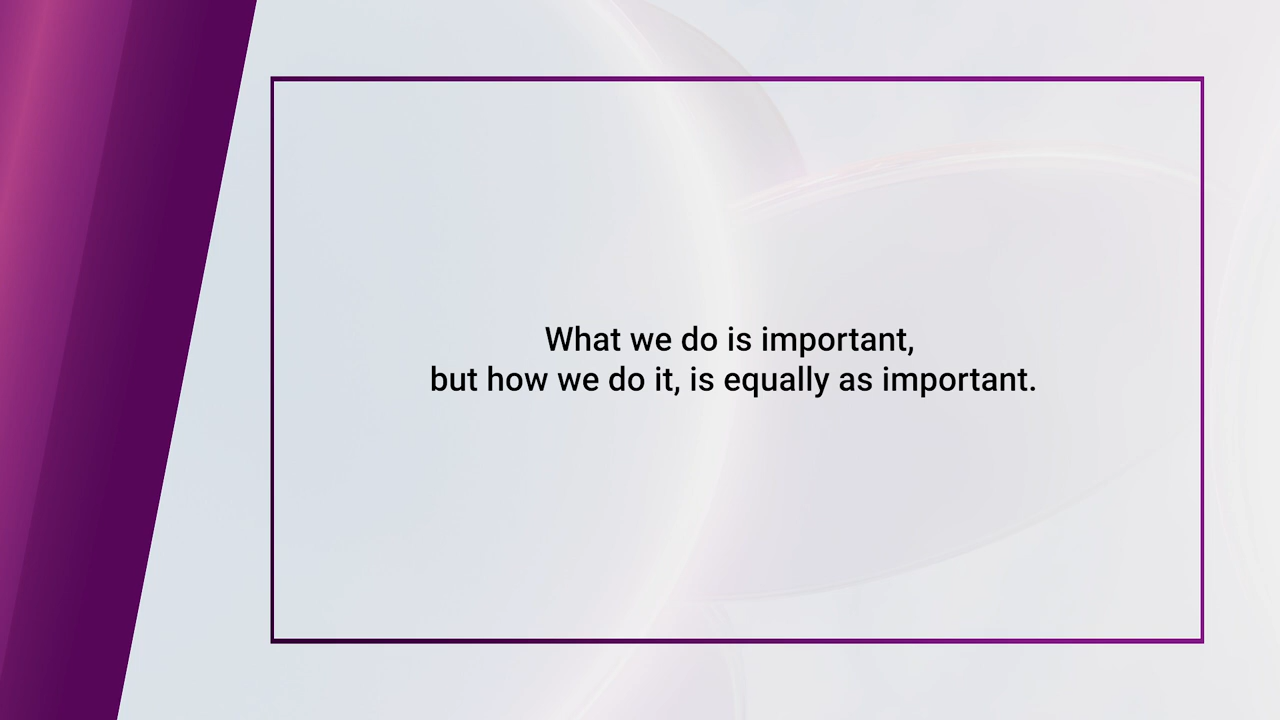 What we do is important,
but how we do it, is equally as important.